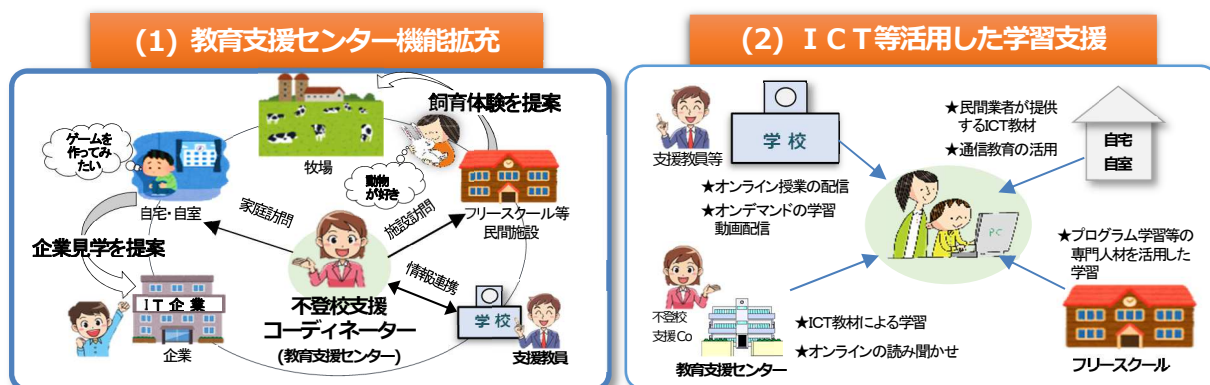 (1) 教育支援センター機能拡充
ゲームを
作ってみ
たい
自宅・自室
企業見学を提案
IT企業
企業
牧場
飼育体験を提案
動物
が好き
フリースクール等
民間施設
家庭訪問
施設訪問
情報連携
不登校支援
コーディネーター
(教育支援センター)
学校
支援教員
(2) ＩＣＴ等活用した学習支援
支援教員等
学校
★オンライン授業の配信
★オンデマンドの学習
動画配信
★民間業者が提供
するICT教材
★通信教育の活用
自宅
自室
PC
不登校
支援Co
教育支援センター
★ICT教材による学習
★オンラインの読み聞かせ
★プログラム学習等の
専門人材を活用した
学習
フリースクール